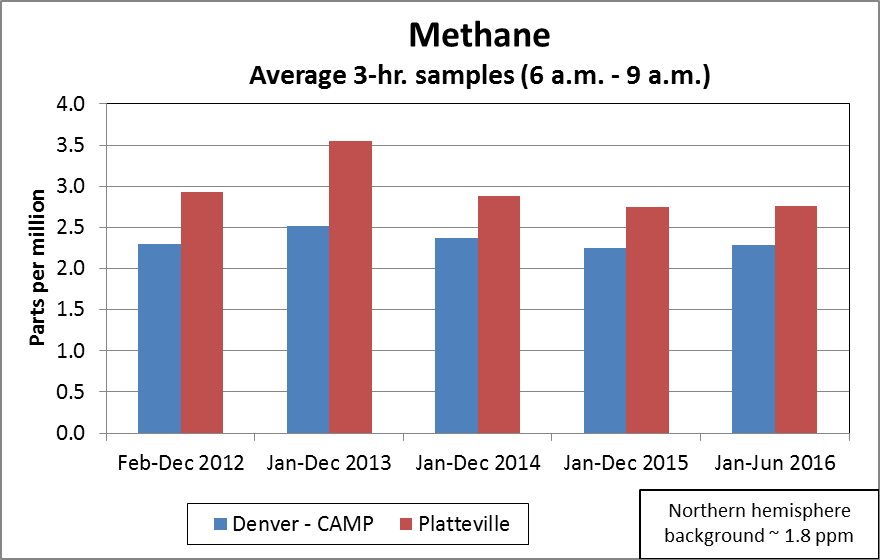 Methane
Average 3-hr. samples (6 a.m. - 9 a.m.)
Parts per million
4.0
3.5
3.0
2.5
2.0
1.5
1.0
0.5
0.0
Feb-Dec 2012 Jan-Dec 2013 Jan-Dec 2014 Jan-Dec 2015 Jan-Jun 2016
Denver - CAMP Platteville
Northern hemisphere
background ~ 1.8 ppm